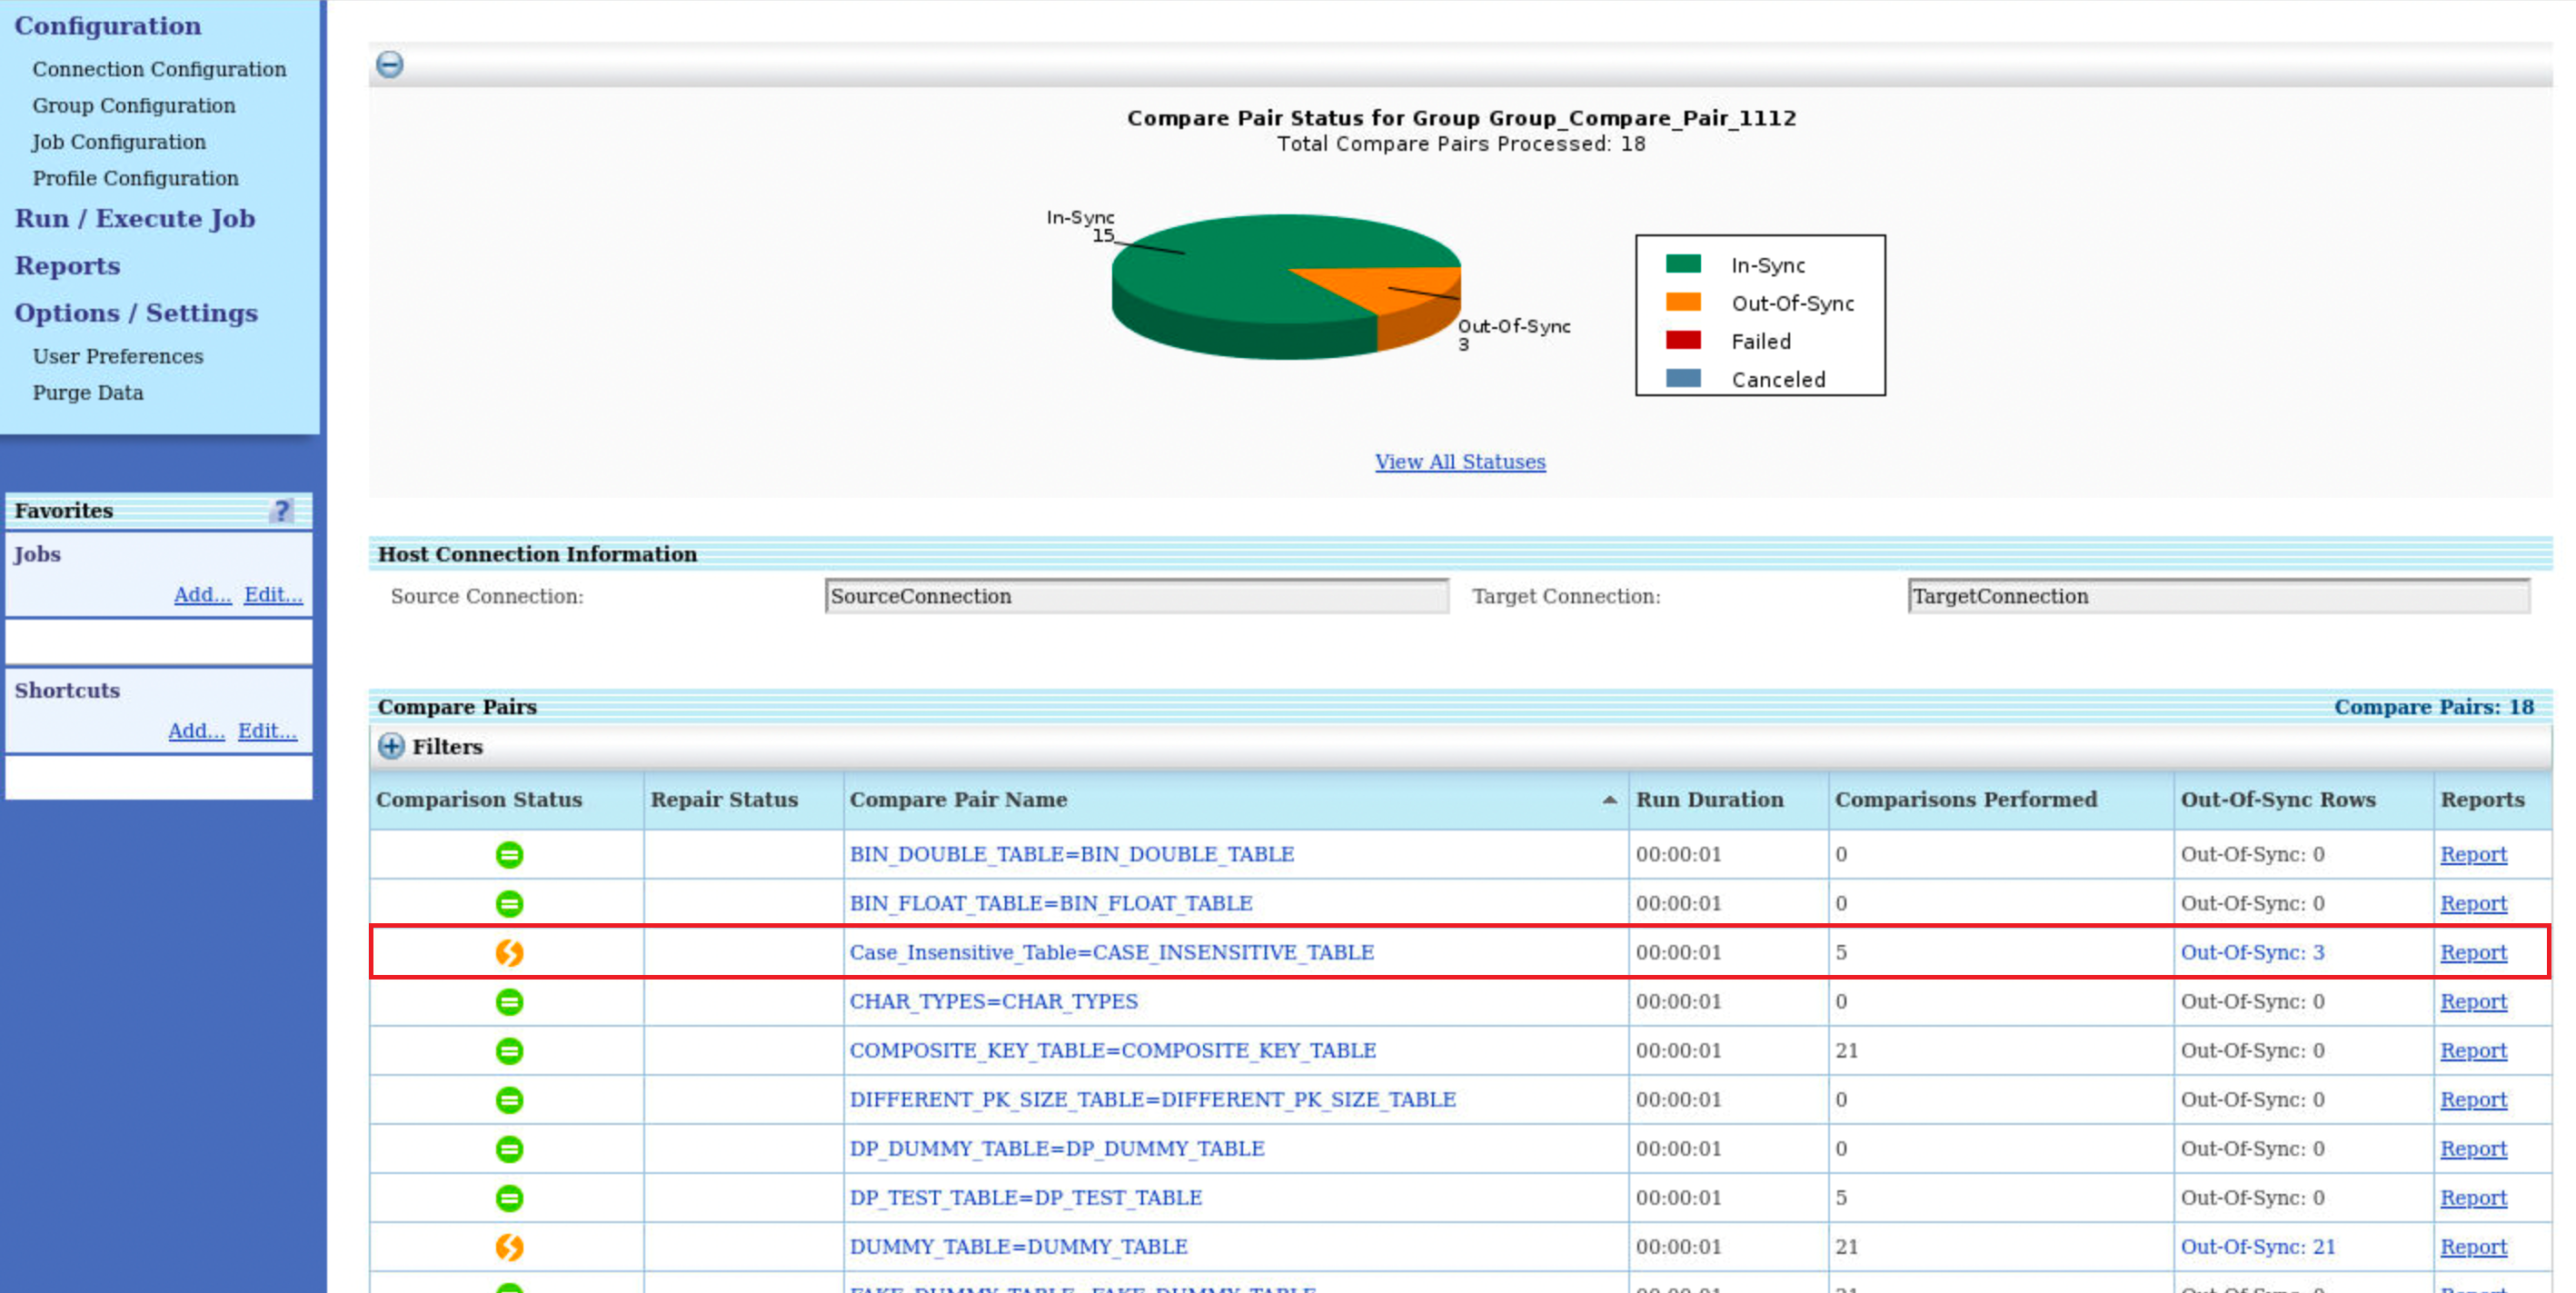 Configuration
Connection Configuration
Group Configuration
Job Configuration
Profile Configuration
Run / Execute Job
Reports
Options / Settings
User Preferences
Purge Data
Favorites ?
Jobs
Add... Edit...
Shortcuts
Add... Edit...
Compare Pair Status for Group Group_Compare_Pair_1112
Total Compare Pairs Processed: 18
In-Sync
15
Out-Of-Sync
3
In-Sync
Out-Of-Sync
Failed
Canceled
View All Statuses
Host Connection Information
Source Connection: SourceConnection Target Connection: TargetConnection
Compare Pairs Compare Pairs: 18
Filters
Comparison Status Repair Status Compare Pair Name Run Duration Comparisons Performed Out-Of-Sync Rows Reports
BIN_DOUBLE_TABLE=BIN_DOUBLE_TABLE 00:00:01 0 Out-Of-Sync: 0 Report
BIN_FLOAT_TABLE=BIN_FLOAT_TABLE 00:00:01 0 Out-Of-Sync: 0 Report
Case_Insensitive_Table=CASE_INSENSITIVE_TABLE 00:00:01 5 Out-Of-Sync: 3 Report
CHAR_TYPES=CHAR_TYPES 00:00:01 0 Out-Of-Sync: 0 Report
COMPOSITE_KEY_TABLE=COMPOSITE_KEY_TABLE 00:00:01 21 Out-Of-Sync: 0 Report
DIFFERENT_PK_SIZE_TABLE=DIFFERENT_PK_SIZE_TABLE 00:00:01 0 Out-Of-Sync: 0 Report
DP_DUMMY_TABLE=DP_DUMMY_TABLE 00:00:01 0 Out-Of-Sync: 0 Report
DP_TEST_TABLE=DP_TEST_TABLE 00:00:01 5 Out-Of-Sync: 0 Report
DUMMY_TABLE=DUMMY_TABLE 00:00:01 21 Out-Of-Sync: 21 Report